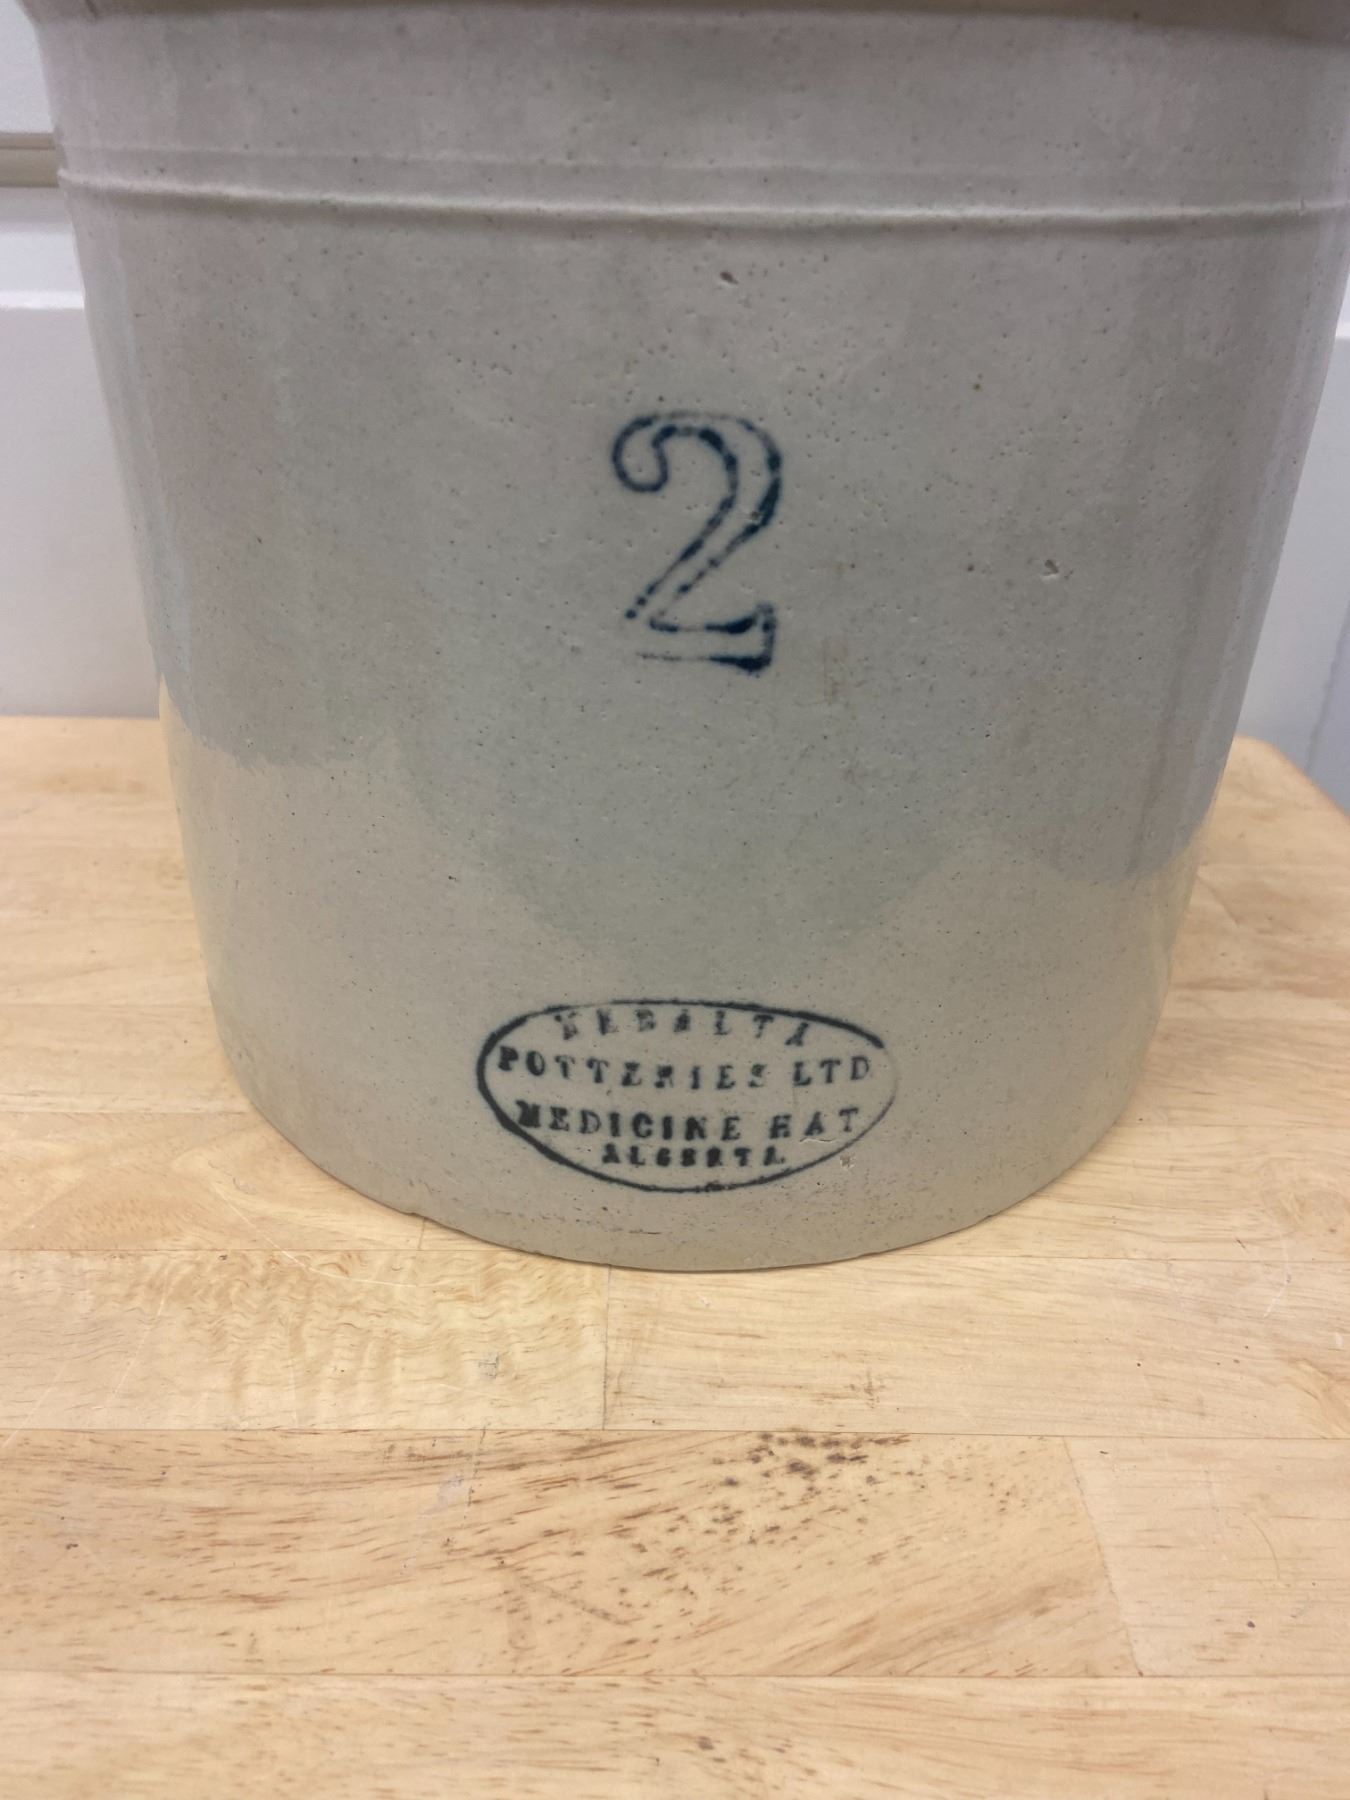 2
MEDALTA
POTTERIES LTD
MEDICINE HAT
ALBERTA